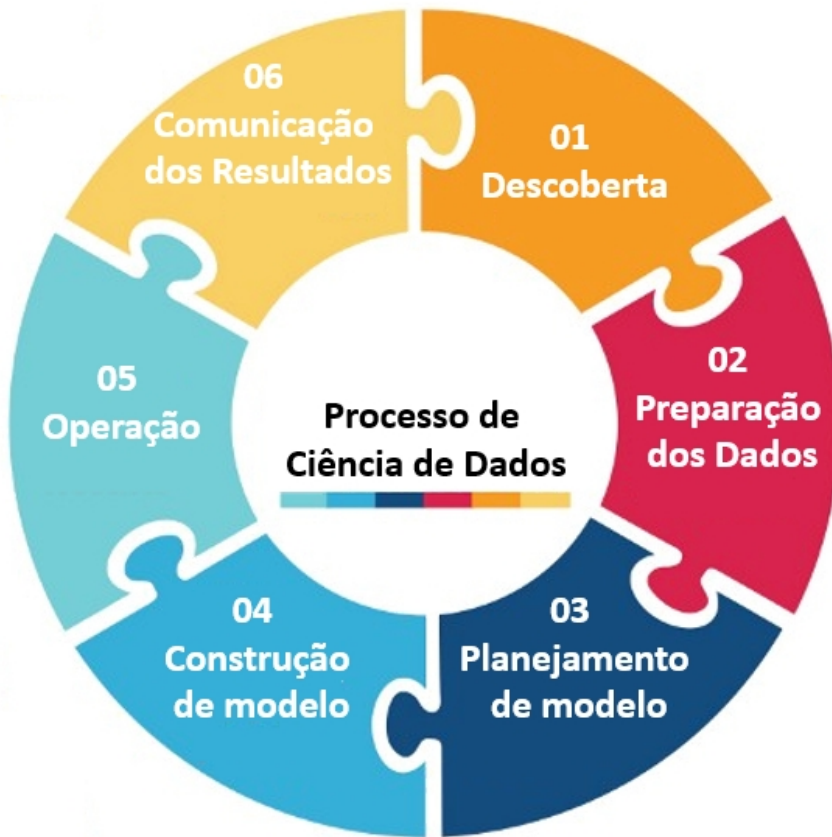 Processo de
Ciência de Dados
01
Descoberta
02
Preparação
dos Dados
03
Planejamento
de modelo
04
Construção
de modelo
05
Operação
06
Comunicação
dos Resultados